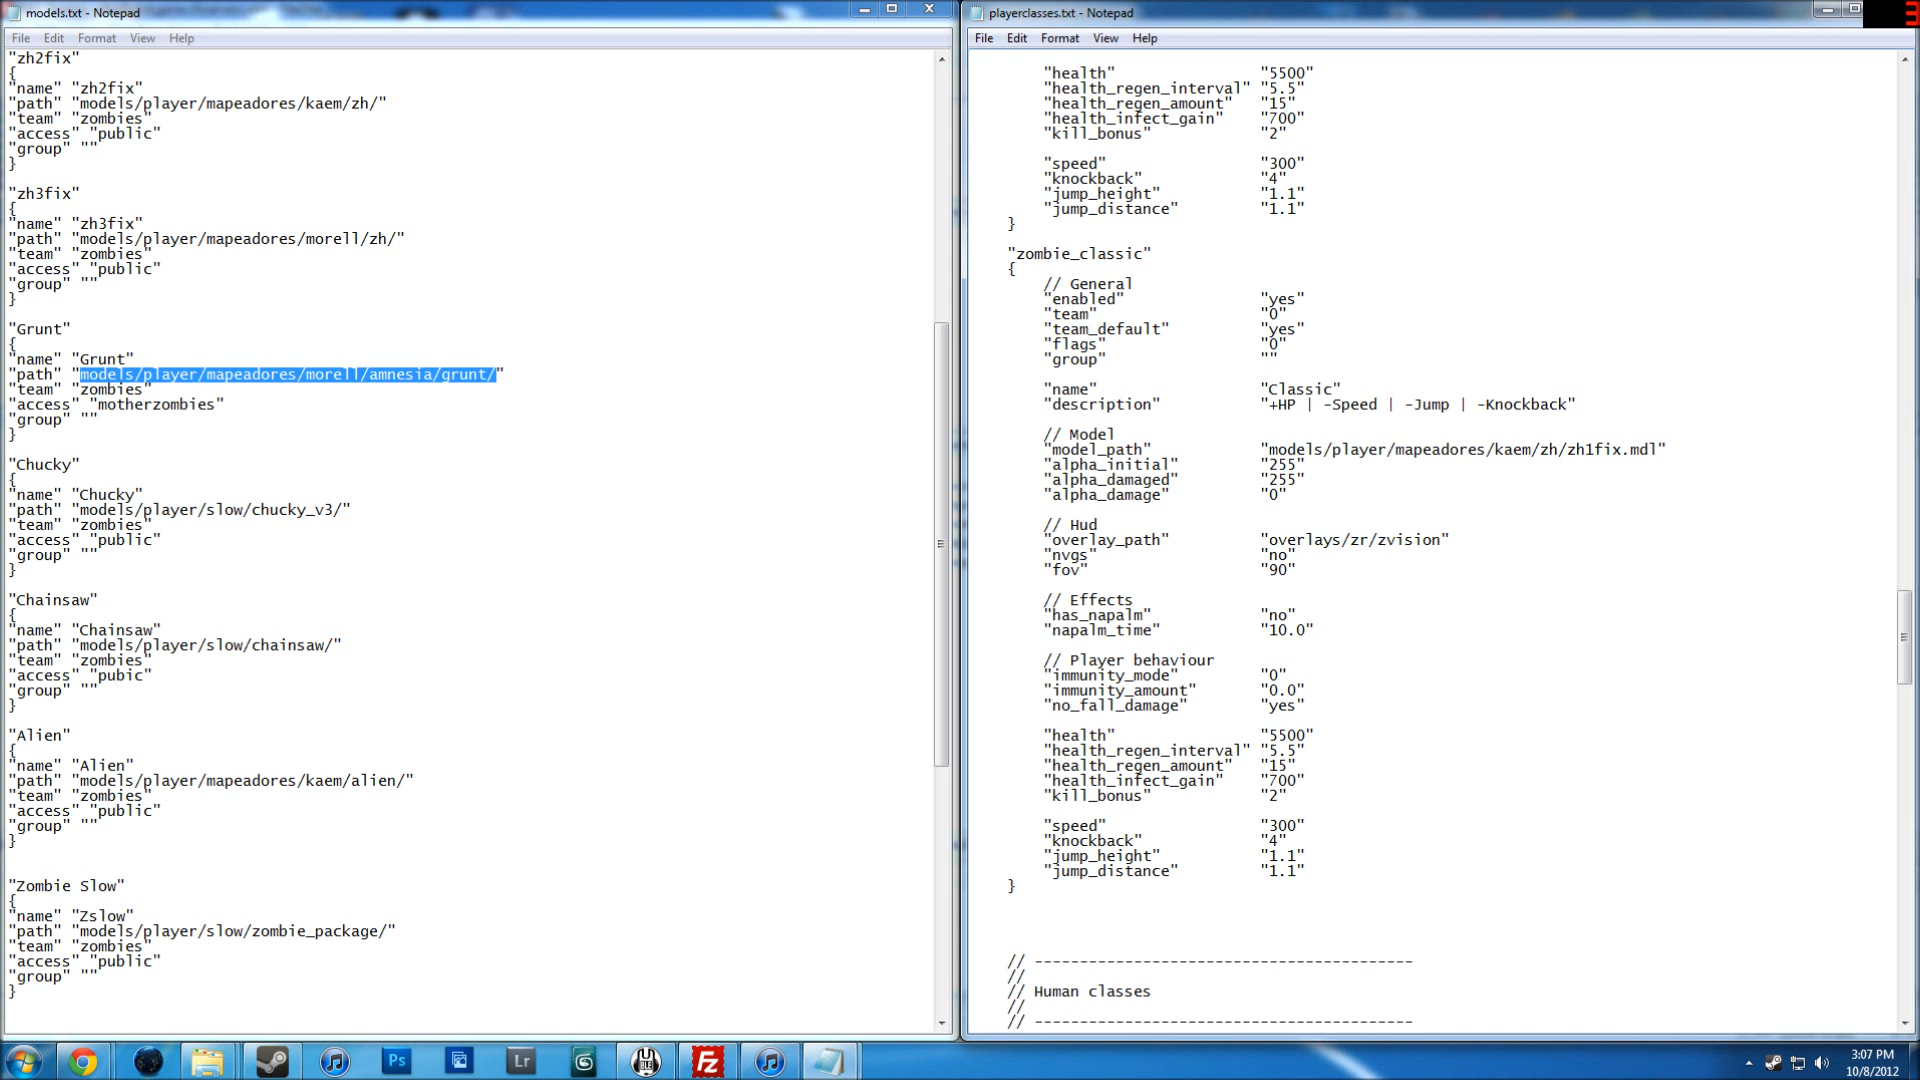 models.txt - Notepad
File Edit Format View Help
"zh2fix"
{
"name" "zh2fix"
"path" "models/player/mapeadores/kaem/zh/"
"team" "zombies"
"access" "public"
"group" ""
}
"zh3fix"
{
"name" "zh3fix"
"path" "models/player/mapeadores/morell/zh/"
"team" "zombies"
"access" "public"
"group" ""
}
"Grunt"
{
"name" "Grunt"
"path" "models/player/mapeadores/morell/amnesia/grunt/"
"team" "zombies"
"access" "motherzombies"
"group" ""
}
"Chucky"
{
"name" "Chucky"
"path" "models/player/slow/chucky_v3/"
"team" "zombies"
"access" "public"
"group" ""
}
"Chainsaw"
{
"name" "Chainsaw"
"path" "models/player/slow/chainsaw/"
"team" "zombies"
"access" "pubic"
"group" ""
}
"Alien"
{
"name" "Alien"
"path" "models/player/mapeadores/kaem/alien/"
"team" "zombies"
"access" "public"
"group" ""
}
"Zombie Slow"
{
"name" "Zslow"
"path" "models/player/slow/zombie_package/"
"team" "zombies"
"access" "public"
"group" ""
}
playerclasses.txt - Notepad
3
File Edit Format View Help
"health" "5500"
"health_regen_interval" "5.5"
"health_regen_amount" "15"
"health_infect_gain" "700"
"kill_bonus" "2"
"speed" "300"
"knockback" "4"
"jump_height" "1.1"
"jump_distance" "1.1"
}
"zombie_classic"
{
// General
"enabled" "yes"
"team" "0"
"team_default" "yes"
"flags" "0"
"group" ""
"name" "Classic"
"description" "+HP | -Speed | -Jump | -Knockback"
// Model
"model_path" "models/player/mapeadores/kaem/zh/zh1fix.mdl"
"alpha_initial" "255"
"alpha_damaged" "255"
"alpha_damage" "0"
// Hud
"overlay_path" "overlays/zr/zvision"
"nvgs" "no"
"fov" "90"
// Effects
"has_napalm" "no"
"napalm_time" "10.0"
// Player behaviour
"immunity_mode" "0"
"immunity_amount" "0.0"
"no_fall_damage" "yes"
"health" "5500"
"health_regen_interval" "5.5"
"health_regen_amount" "15"
"health_infect_gain" "700"
"kill_bonus" "2"
"speed" "300"
"knockback" "4"
"jump_height" "1.1"
"jump_distance" "1.1"
}
// ------------------------------------------
//
// Human classes
//
// ------------------------------------------
Ps Lr Fz
3:07 PM
10/8/2012